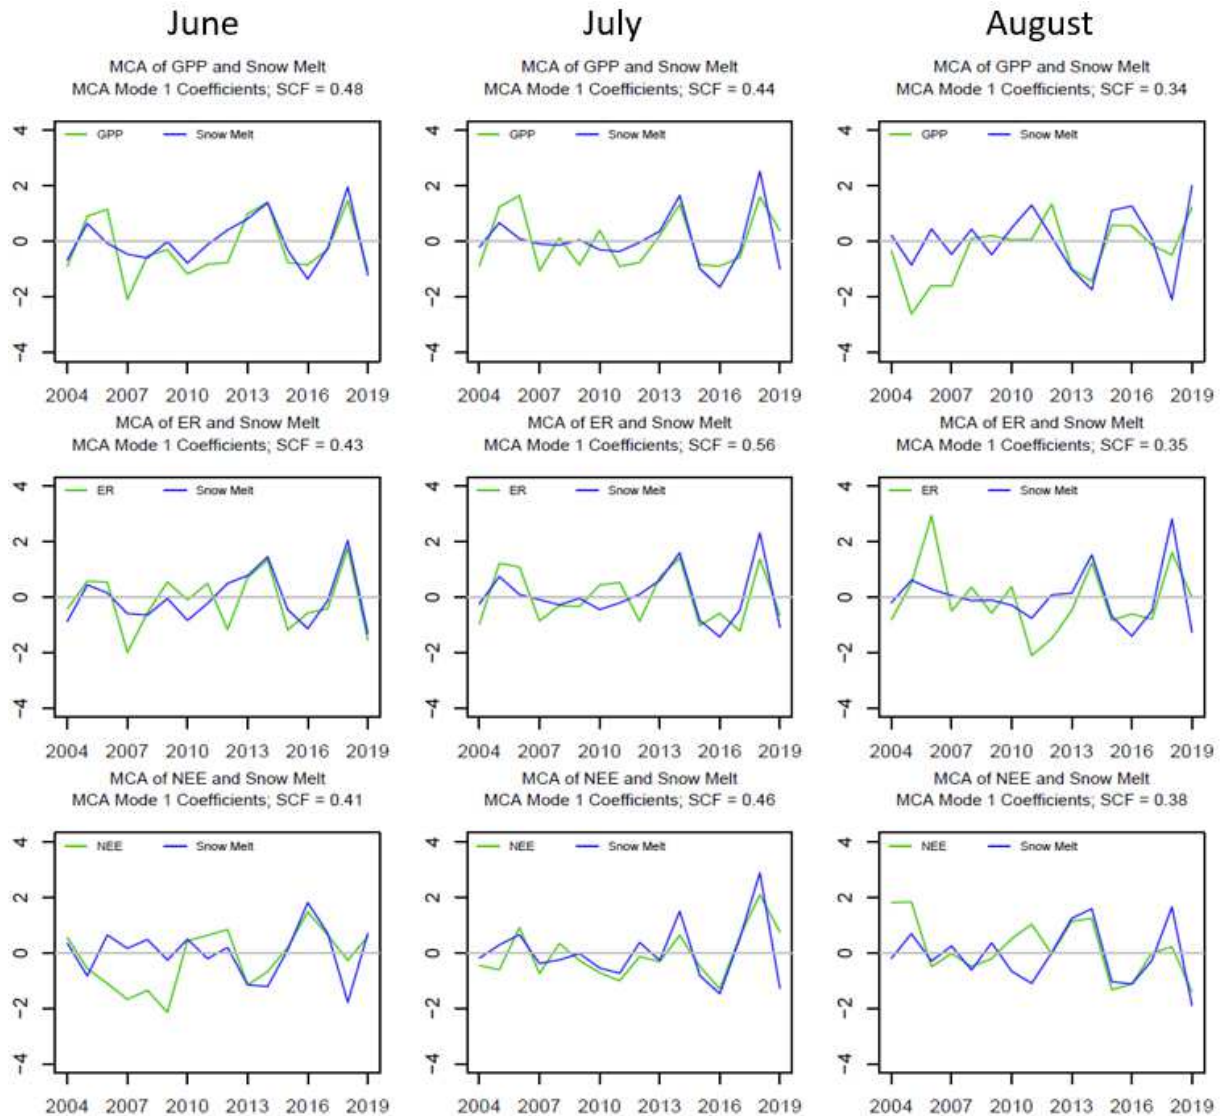 June July August
MCA of GPP and Snow Melt
MCA Mode 1 Coefficients; SCF = 0.48
GPP Snow Melt
4
2
0
−2
−4
2004 2007 2010 2013 2016 2019
MCA of GPP and Snow Melt
MCA Mode 1 Coefficients; SCF = 0.44
GPP Snow Melt
4
2
0
−2
−4
2004 2007 2010 2013 2016 2019
MCA of GPP and Snow Melt
MCA Mode 1 Coefficients; SCF = 0.34
GPP Snow Melt
4
2
0
−2
−4
2004 2007 2010 2013 2016 2019
MCA of ER and Snow Melt
MCA Mode 1 Coefficients; SCF = 0.43
ER Snow Melt
4
2
0
−2
−4
2004 2007 2010 2013 2016 2019
MCA of ER and Snow Melt
MCA Mode 1 Coefficients; SCF = 0.56
ER Snow Melt
4
2
0
−2
−4
2004 2007 2010 2013 2016 2019
MCA of ER and Snow Melt
MCA Mode 1 Coefficients; SCF = 0.35
ER Snow Melt
4
2
0
−2
−4
2004 2007 2010 2013 2016 2019
MCA of NEE and Snow Melt
MCA Mode 1 Coefficients; SCF = 0.41
NEE Snow Melt
4
2
0
−2
−4
2004 2007 2010 2013 2016 2019
MCA of NEE and Snow Melt
MCA Mode 1 Coefficients; SCF = 0.46
NEE Snow Melt
4
2
0
−2
−4
2004 2007 2010 2013 2016 2019
MCA of NEE and Snow Melt
MCA Mode 1 Coefficients; SCF = 0.38
NEE Snow Melt
4
2
0
−2
−4
2004 2007 2010 2013 2016 2019